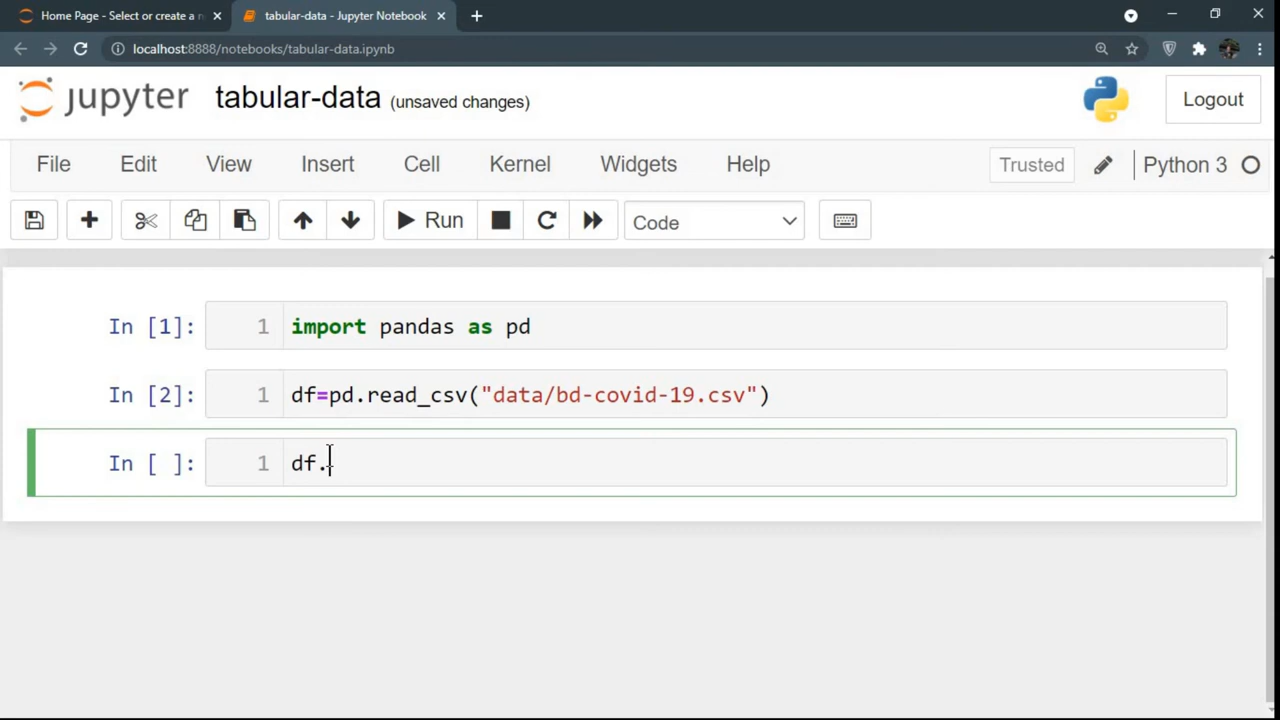 Home Page - Select or create a n
tabular-data - Jupyter Notebook
localhost:8888/notebooks/tabular-data.ipynb
jupyter tabular-data (unsaved changes)
Logout
File Edit View Insert Cell Kernel Widgets Help
Trusted
Python 3
Run
Code
In [1]: 1 import pandas as pd
In [2]: 1 df=pd.read_csv("data/bd-covid-19.csv")
In [ ]: 1 df.